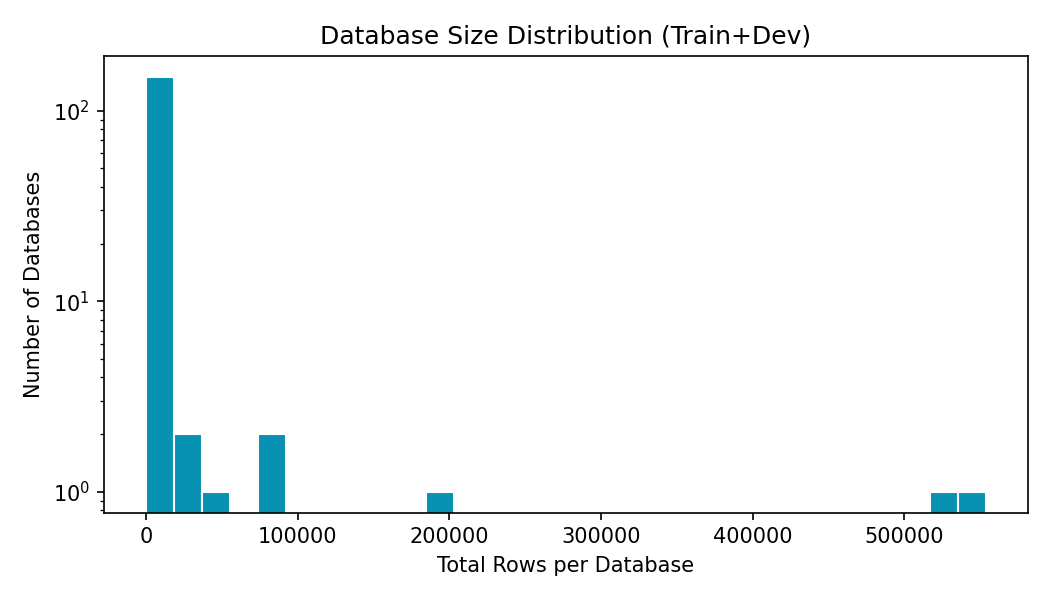 Database Size Distribution (Train+Dev)
Number of Databases
10²
10¹
10⁰
0 100000 200000 300000 400000 500000
Total Rows per Database